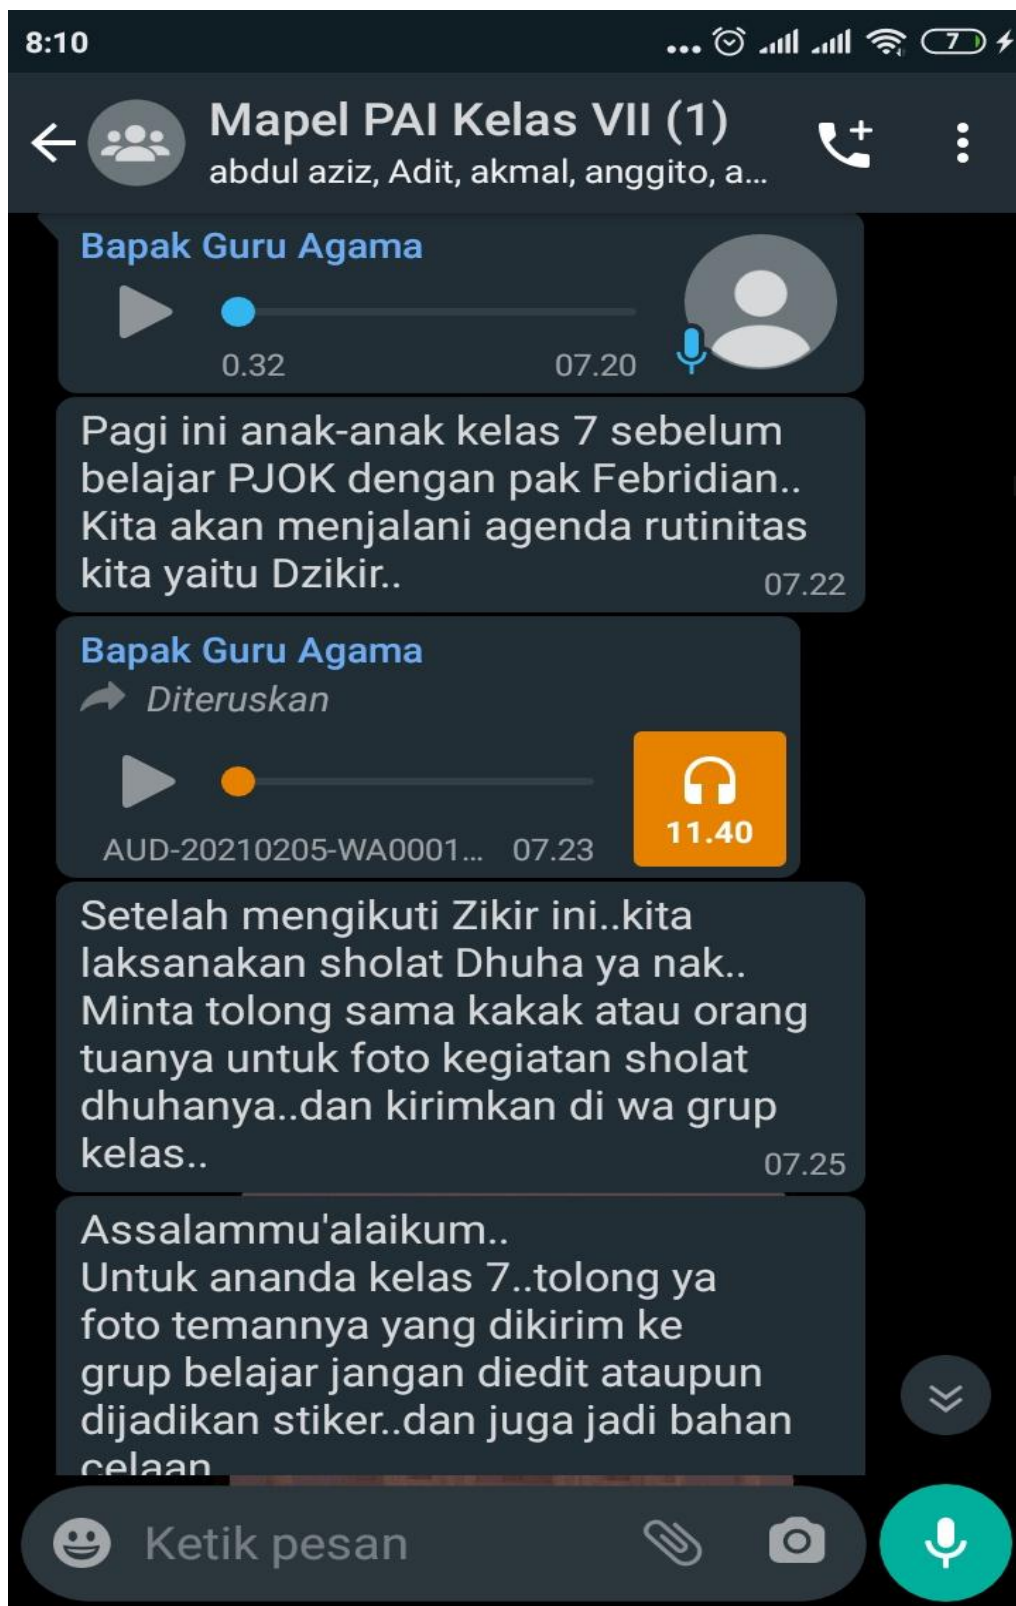 8:10
7
Mapel PAI Kelas VII (1)
abdul aziz, Adit, akmal, anggito, a...
Bapak Guru Agama
0.32 07.20
Pagi ini anak-anak kelas 7 sebelum
belajar PJOK dengan pak Febridian..
Kita akan menjalani agenda rutinitas
kita yaitu Dzikir..
07.22
Bapak Guru Agama
Diteruskan
11.40
AUD-20210205-WA0001... 07.23
Setelah mengikuti Zikir ini..kita
laksanakan sholat Dhuha ya nak..
Minta tolong sama kakak atau orang
tuanya untuk foto kegiatan sholat
dhuhanya..dan kirimkan di wa grup
kelas..
07.25
Assalammu'alaikum..
Untuk ananda kelas 7..tolong ya
foto temannya yang dikirim ke
grup belajar jangan diedit ataupun
dijadikan stiker..dan juga jadi bahan
celaan
Ketik pesan